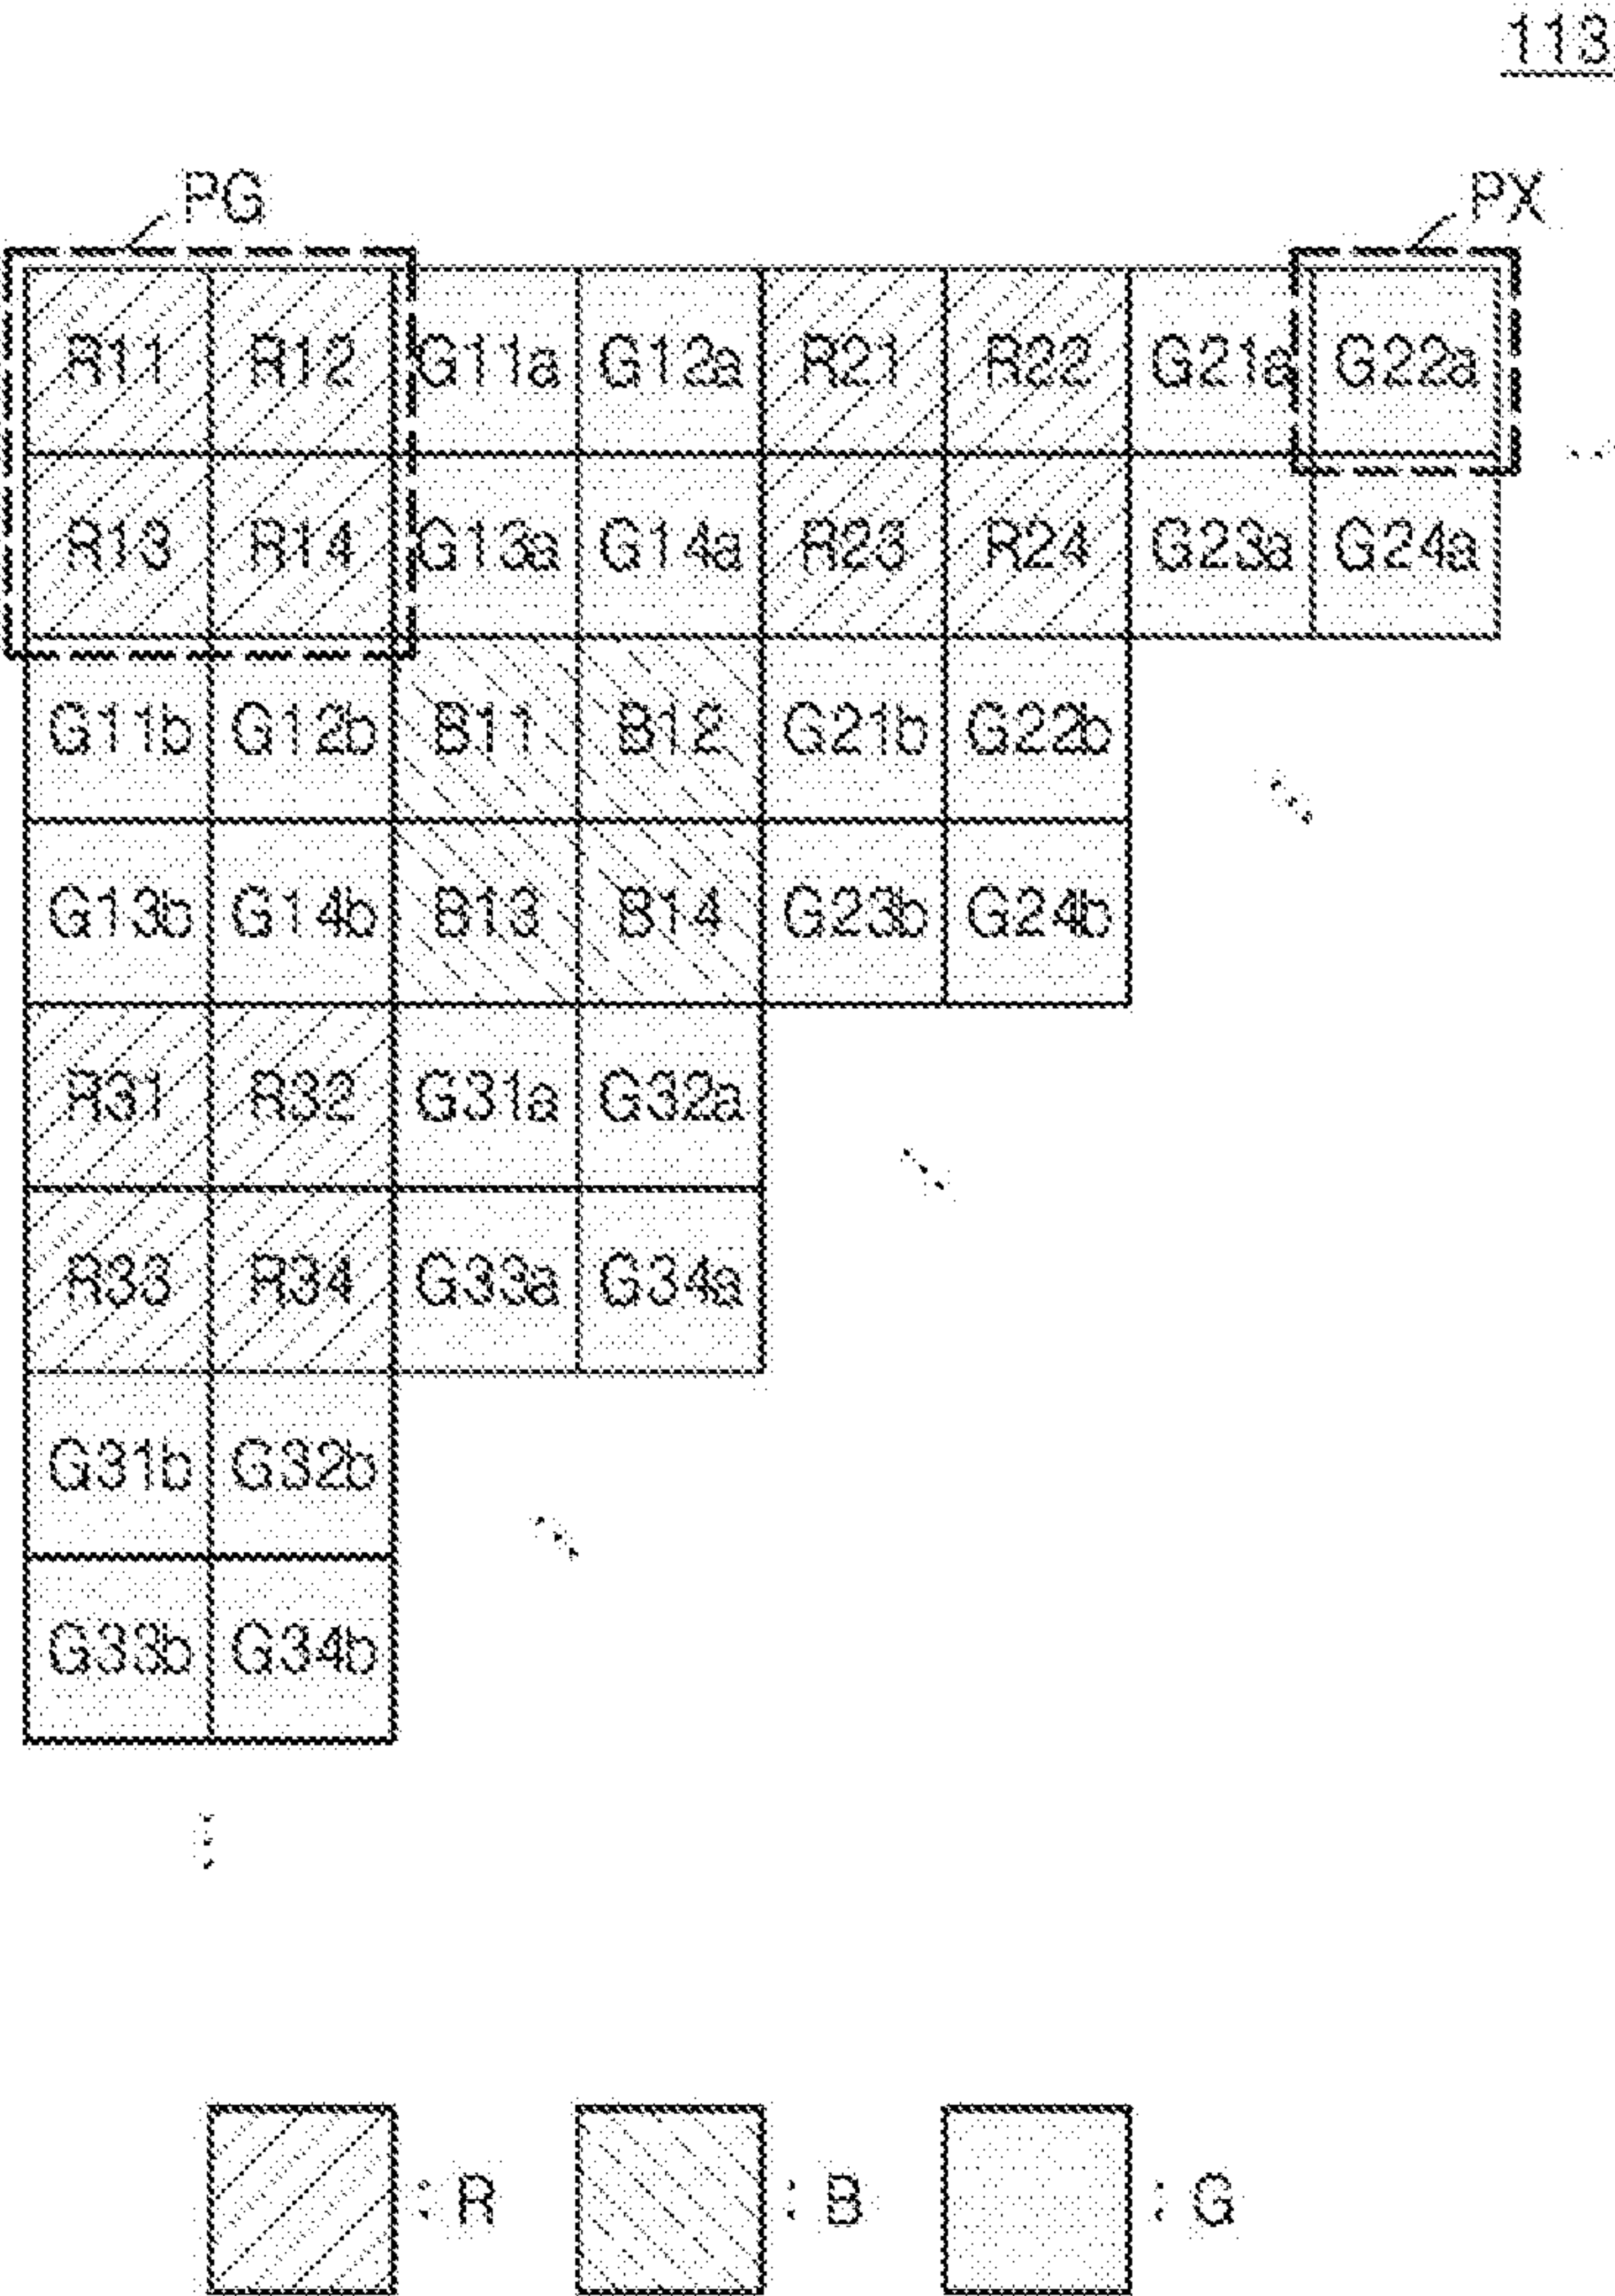 113
PG PX
R11 R12 G11a G12a R21 R22 G21a G22a
R13 R14 G13a G14a R23 R24 G23a G24a
G11b G12b B11 B12 G21b G22b
G13b G14b B13 B14 G23b G24b
R31 R32 G31a G32a
R33 R34 G33a G34a
G31b G32b
G33b G34b
: R : B : G